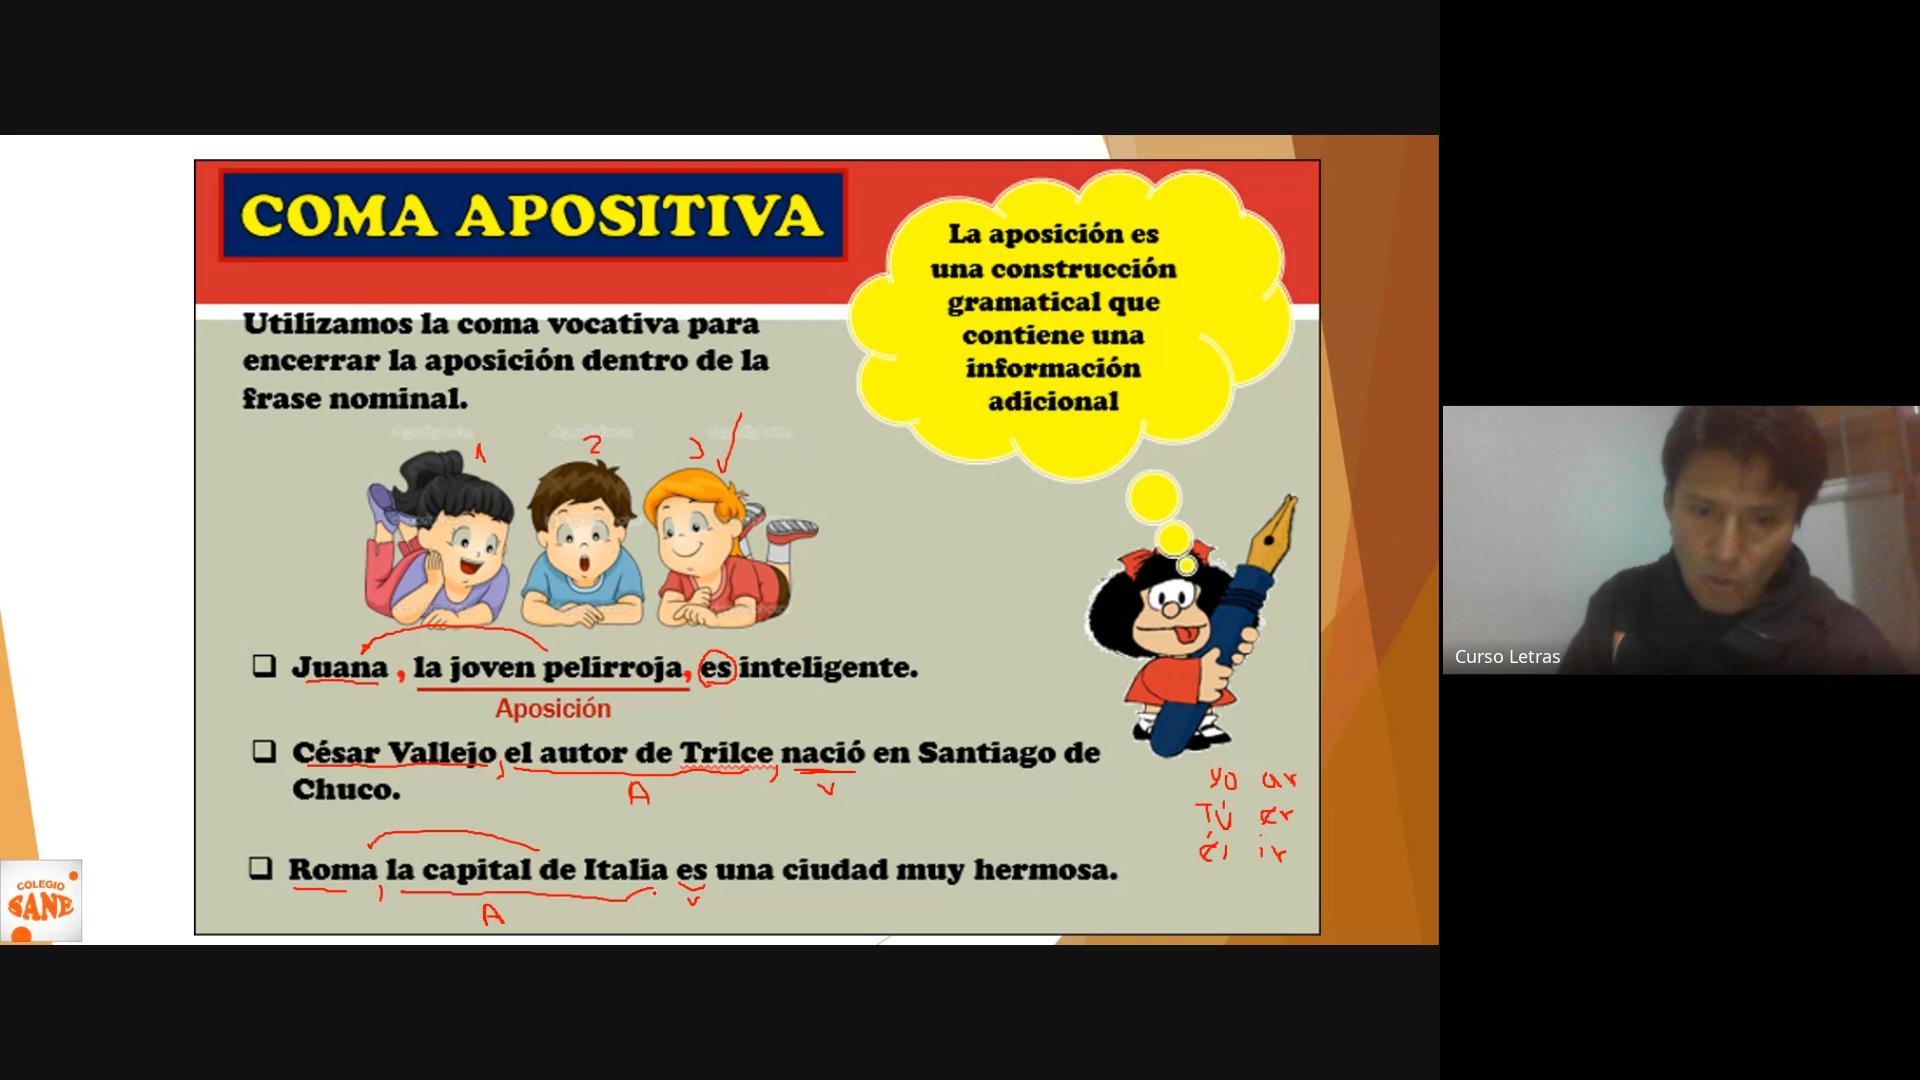 COMA APOSITIVA
La aposición es
una construcción
gramatical que
contiene una
información
adicional
Utilizamos la coma vocativa para
encerrar la aposición dentro de la
frase nominal.
1 2 3
Juana , la joven pelirroja, es inteligente.
Aposición
César Vallejo , el autor de Trilce , nació en Santiago de
A v
Chuco.
yo ar
Tú er
él ir
Roma , la capital de Italia es una ciudad muy hermosa.
A v
COLEGIO
SANE
Curso Letras